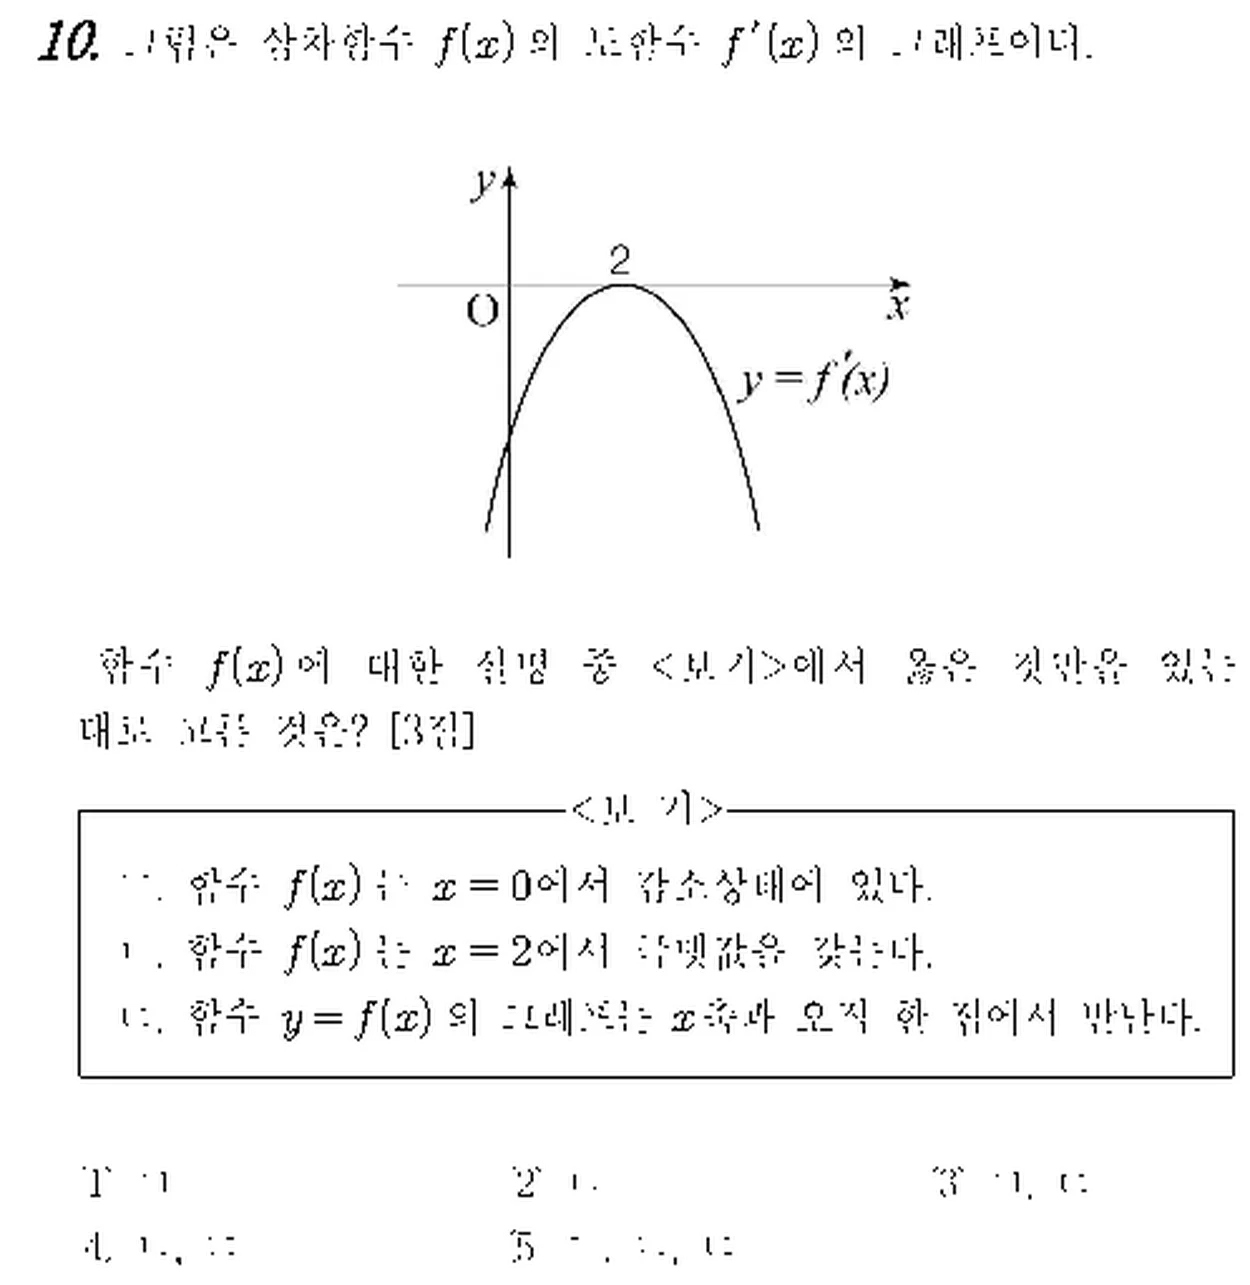 10. 그림은 삼차함수 f(x)의 도함수 f′(x)의 그래프이다.
y
2
O
x
y=f′(x)
함수 f(x)에 대한 설명 중 <보기>에서 옳은 것만을 있는
대로 고른 것은? [3점]
<보 기>
ㄱ. 함수 f(x)는 x=0에서 감소상태에 있다.
ㄴ. 함수 f(x)는 x=2에서 극댓값을 갖는다.
ㄷ. 함수 y=f(x)의 그래프는 x축과 오직 한 점에서 만난다.
① ㄱ ② ㄴ ③ ㄱ, ㄷ
④ ㄴ, ㄷ ⑤ ㄱ, ㄴ, ㄷ